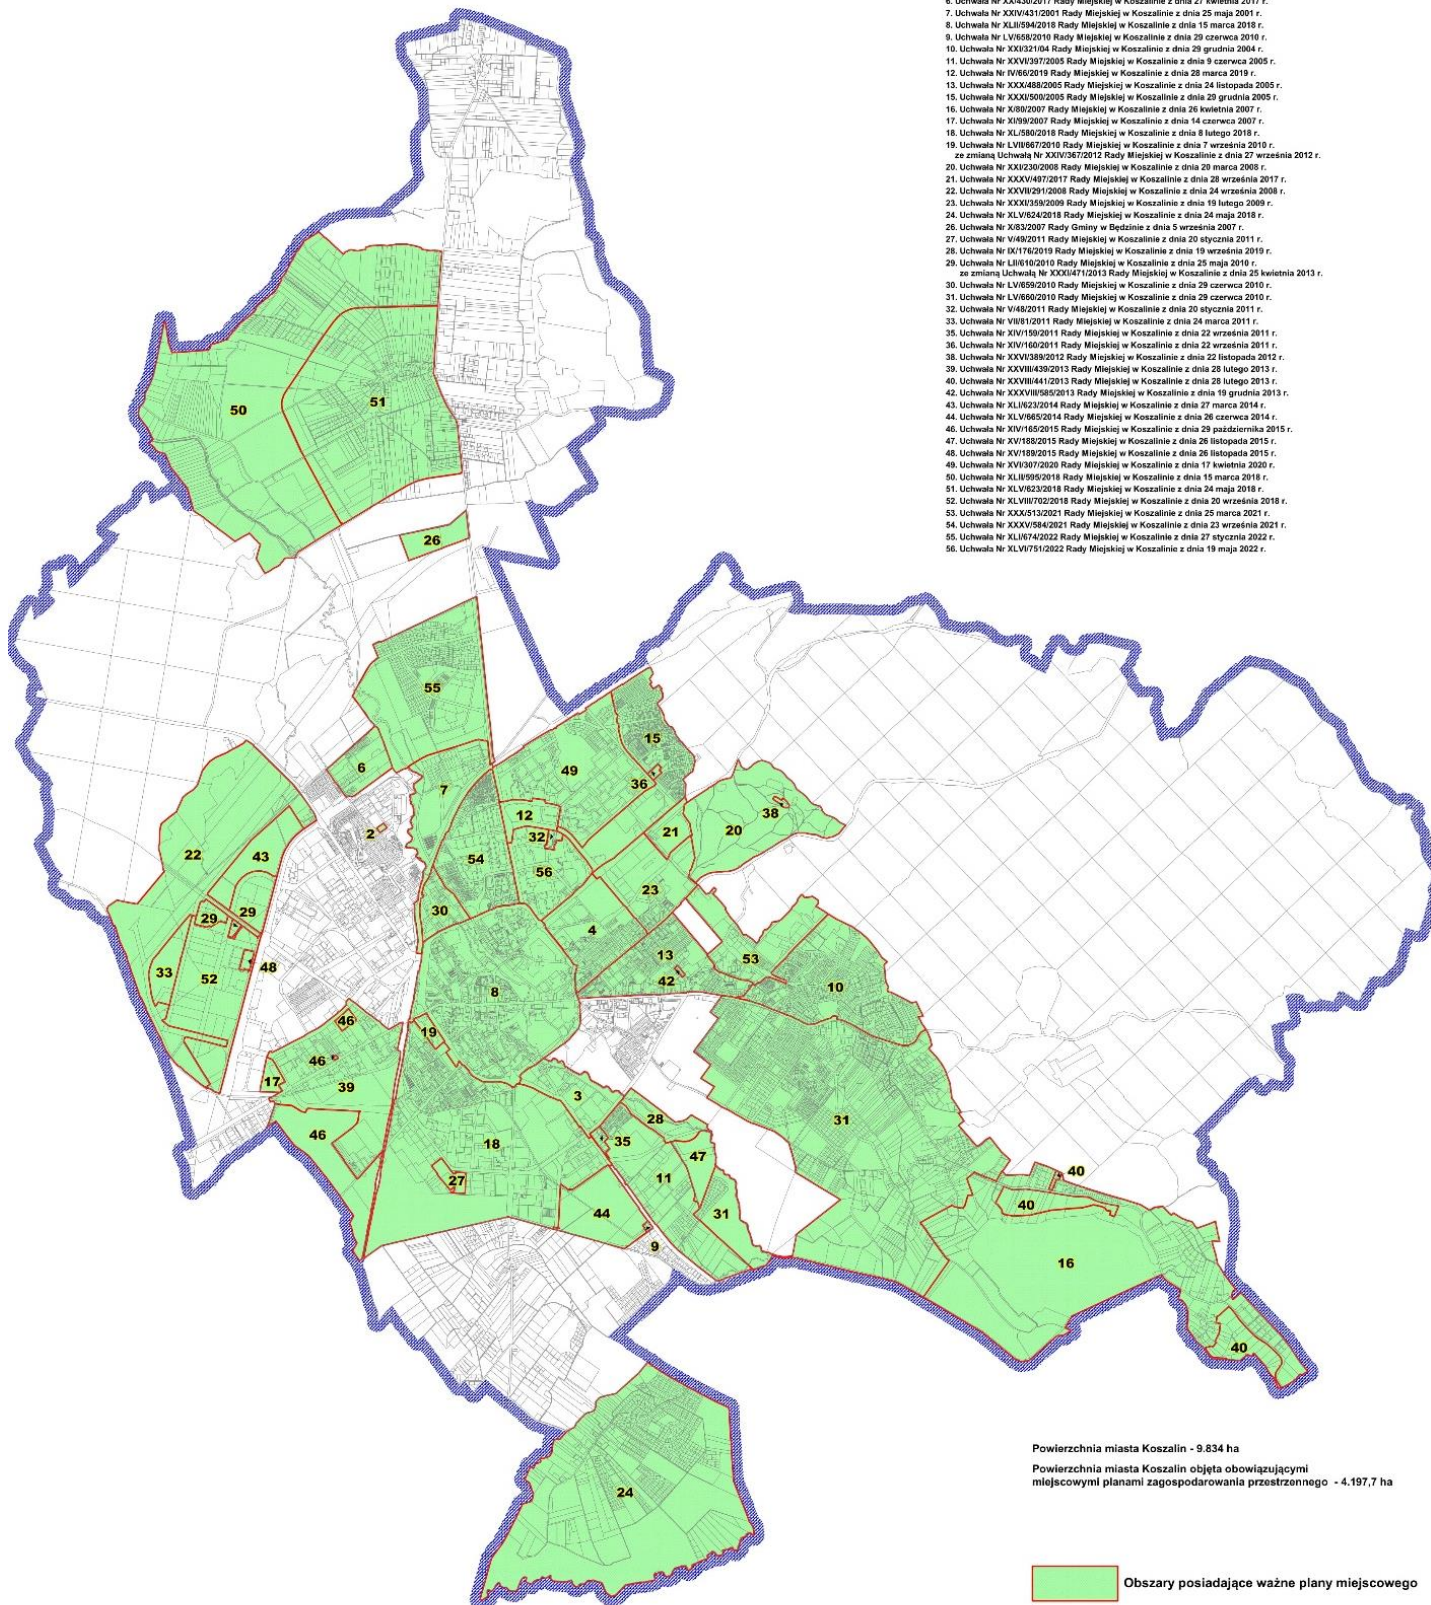 6. Uchwała Nr XX/430/2017 Rady Miejskiej w Koszalinie z dnia 27 kwietnia 2017 r.
7. Uchwała Nr XXIV/431/2001 Rady Miejskiej w Koszalinie z dnia 25 maja 2001 r.
8. Uchwała Nr XLII/594/2018 Rady Miejskiej w Koszalinie z dnia 15 marca 2018 r.
9. Uchwała Nr LV/658/2010 Rady Miejskiej w Koszalinie z dnia 29 czerwca 2010 r.
10. Uchwała Nr XXI/321/04 Rady Miejskiej w Koszalinie z dnia 29 grudnia 2004 r.
11. Uchwała Nr XXVI/397/2005 Rady Miejskiej w Koszalinie z dnia 9 czerwca 2005 r.
12. Uchwała Nr IV/66/2019 Rady Miejskiej w Koszalinie z dnia 28 marca 2019 r.
13. Uchwała Nr XXX/488/2005 Rady Miejskiej w Koszalinie z dnia 24 listopada 2005 r.
15. Uchwała Nr XXXI/500/2005 Rady Miejskiej w Koszalinie z dnia 29 grudnia 2005 r.
16. Uchwała Nr X/80/2007 Rady Miejskiej w Koszalinie z dnia 26 kwietnia 2007 r.
17. Uchwała Nr XI/99/2007 Rady Miejskiej w Koszalinie z dnia 14 czerwca 2007 r.
18. Uchwała Nr XL/580/2018 Rady Miejskiej w Koszalinie z dnia 8 lutego 2018 r.
19. Uchwała Nr LVII/667/2010 Rady Miejskiej w Koszalinie z dnia 7 września 2010 r.
ze zmianą Uchwałą Nr XXIV/367/2012 Rady Miejskiej w Koszalinie z dnia 27 września 2012 r.
20. Uchwała Nr XXI/230/2008 Rady Miejskiej w Koszalinie z dnia 20 marca 2008 r.
21. Uchwała Nr XXXV/497/2017 Rady Miejskiej w Koszalinie z dnia 28 września 2017 r.
22. Uchwała Nr XXVII/291/2008 Rady Miejskiej w Koszalinie z dnia 24 września 2008 r.
23. Uchwała Nr XXXI/359/2009 Rady Miejskiej w Koszalinie z dnia 19 lutego 2009 r.
24. Uchwała Nr XLV/624/2018 Rady Miejskiej w Koszalinie z dnia 24 maja 2018 r.
26. Uchwała Nr X/83/2007 Rady Gminy w Będzinie z dnia 5 września 2007 r.
27. Uchwała Nr V/49/2011 Rady Miejskiej w Koszalinie z dnia 20 stycznia 2011 r.
28. Uchwała Nr IX/176/2019 Rady Miejskiej w Koszalinie z dnia 19 września 2019 r.
29. Uchwała Nr LII/610/2010 Rady Miejskiej w Koszalinie z dnia 25 maja 2010 r.
ze zmianą Uchwałą Nr XXXI/471/2013 Rady Miejskiej w Koszalinie z dnia 25 kwietnia 2013 r.
30. Uchwała Nr LV/659/2010 Rady Miejskiej w Koszalinie z dnia 29 czerwca 2010 r.
31. Uchwała Nr LV/660/2010 Rady Miejskiej w Koszalinie z dnia 29 czerwca 2010 r.
32. Uchwała Nr V/48/2011 Rady Miejskiej w Koszalinie z dnia 20 stycznia 2011 r.
33. Uchwała Nr VII/81/2011 Rady Miejskiej w Koszalinie z dnia 24 marca 2011 r.
35. Uchwała Nr XIV/159/2011 Rady Miejskiej w Koszalinie z dnia 22 września 2011 r.
36. Uchwała Nr XIV/160/2011 Rady Miejskiej w Koszalinie z dnia 22 września 2011 r.
38. Uchwała Nr XXVI/389/2012 Rady Miejskiej w Koszalinie z dnia 22 listopada 2012 r.
39. Uchwała Nr XXVIII/439/2013 Rady Miejskiej w Koszalinie z dnia 28 lutego 2013 r.
40. Uchwała Nr XXVIII/441/2013 Rady Miejskiej w Koszalinie z dnia 28 lutego 2013 r.
42. Uchwała Nr XXXVIII/585/2013 Rady Miejskiej w Koszalinie z dnia 19 grudnia 2013 r.
43. Uchwała Nr XLI/623/2014 Rady Miejskiej w Koszalinie z dnia 27 marca 2014 r.
44. Uchwała Nr XLV/665/2014 Rady Miejskiej w Koszalinie z dnia 26 czerwca 2014 r.
46. Uchwała Nr XIV/165/2015 Rady Miejskiej w Koszalinie z dnia 29 października 2015 r.
47. Uchwała Nr XV/188/2015 Rady Miejskiej w Koszalinie z dnia 26 listopada 2015 r.
48. Uchwała Nr XV/189/2015 Rady Miejskiej w Koszalinie z dnia 26 listopada 2015 r.
49. Uchwała Nr XVI/307/2020 Rady Miejskiej w Koszalinie z dnia 17 kwietnia 2020 r.
50. Uchwała Nr XLII/595/2018 Rady Miejskiej w Koszalinie z dnia 15 marca 2018 r.
51. Uchwała Nr XLV/623/2018 Rady Miejskiej w Koszalinie z dnia 24 maja 2018 r.
52. Uchwała Nr XLVIII/702/2018 Rady Miejskiej w Koszalinie z dnia 20 września 2018 r.
53. Uchwała Nr XXX/513/2021 Rady Miejskiej w Koszalinie z dnia 25 marca 2021 r.
54. Uchwała Nr XXXV/584/2021 Rady Miejskiej w Koszalinie z dnia 23 września 2021 r.
55. Uchwała Nr XLI/674/2022 Rady Miejskiej w Koszalinie z dnia 27 stycznia 2022 r.
56. Uchwała Nr XLVI/751/2022 Rady Miejskiej w Koszalinie z dnia 19 maja 2022 r.
50
51
26
55
15
6
49
36
7
38
12
2
20
21
32
22
43
54
56
23
29
29
30
4
13
53
33
52
48
42
10
8
46
19
46
17
39
3
28
31
46
18
35
47
40
27
11
40
44
31
9
16
40
24
Powierzchnia miasta Koszalin - 9.834 ha
Powierzchnia miasta Koszalin objęta obowiązującymi
miejscowymi planami zagospodarowania przestrzennego - 4.197,7 ha
Obszary posiadające ważne plany miejscowego